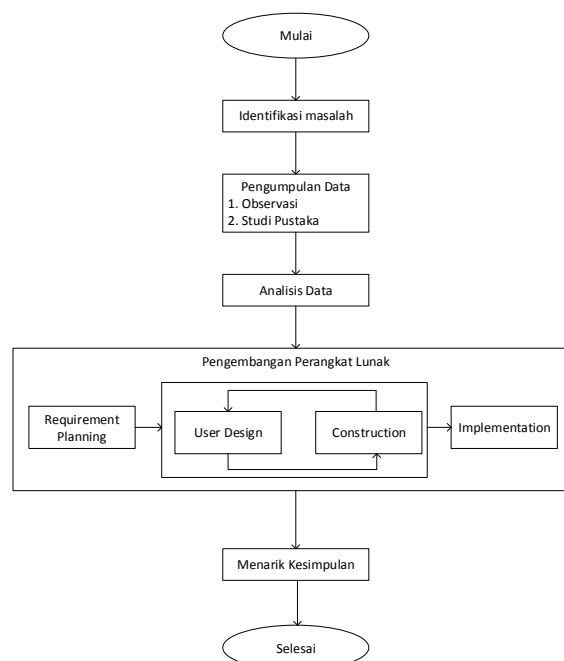 Mulai
Identifikasi masalah
Pengumpulan Data
1. Observasi
2. Studi Pustaka
Analisis Data
Pengembangan Perangkat Lunak
Requirement
Planning
User Design
Construction
Implementation
Menarik Kesimpulan
Selesai